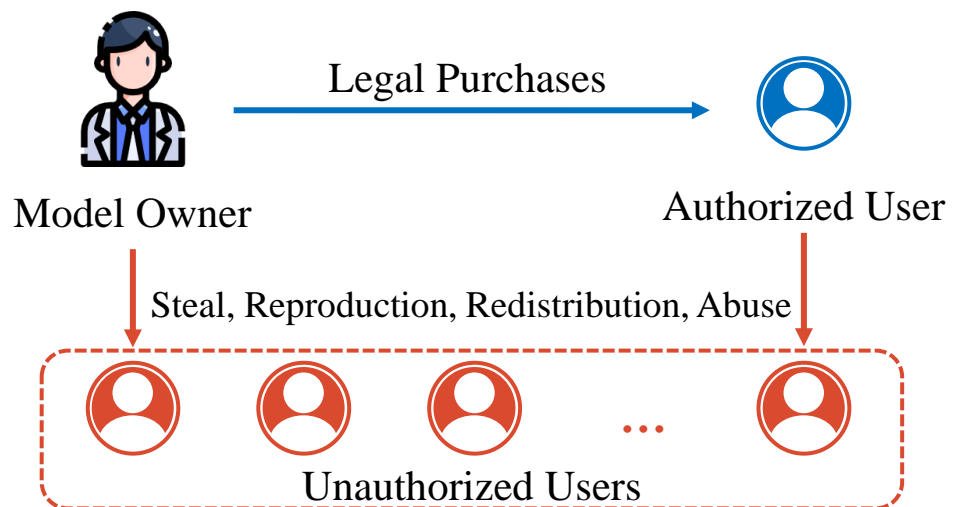 Legal Purchases
Model Owner
Authorized User
Steal, Reproduction, Redistribution, Abuse
...
Unauthorized Users